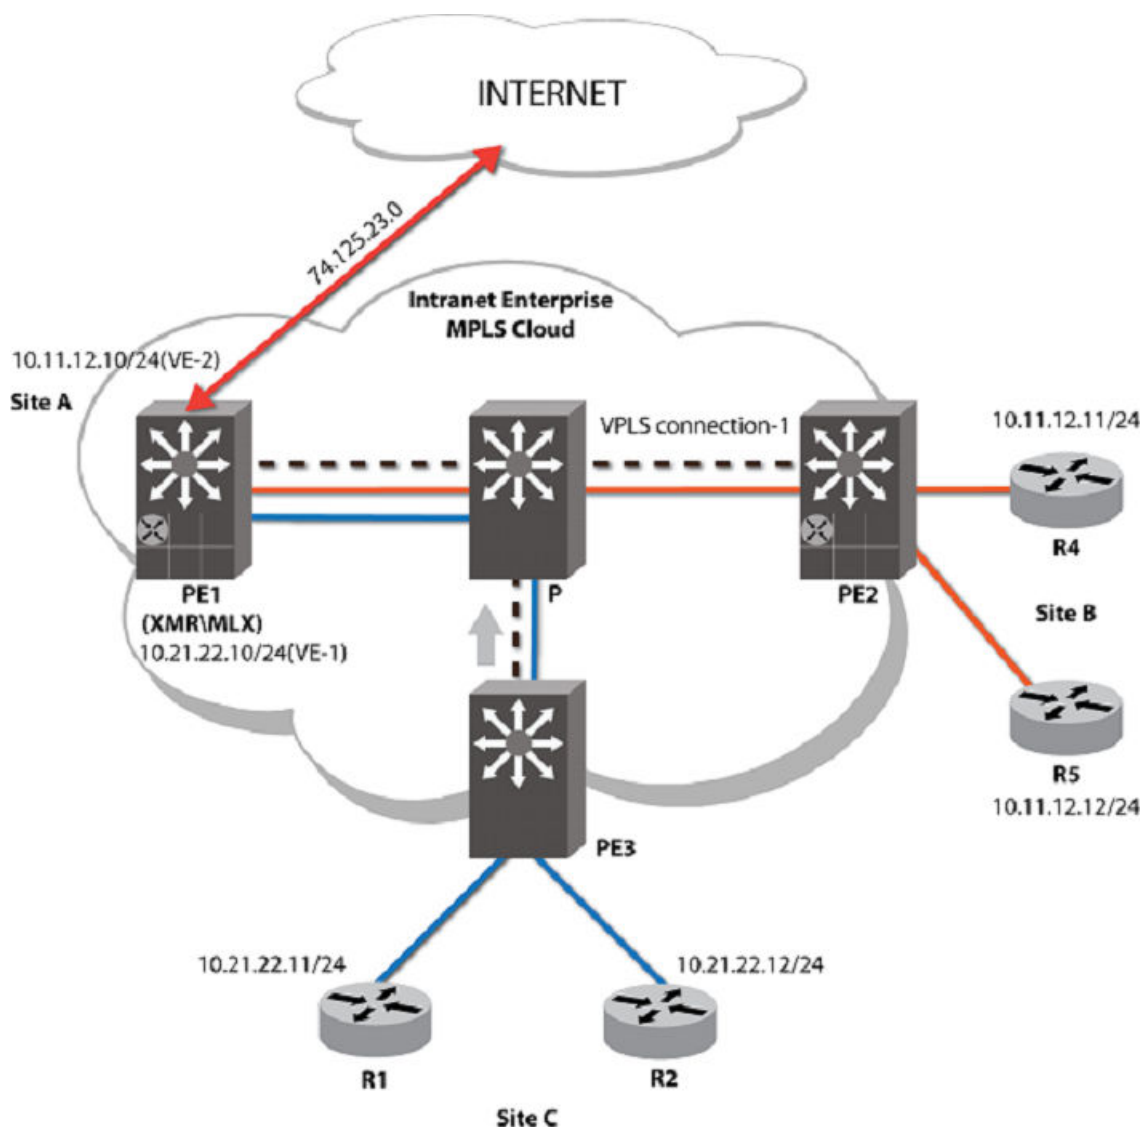 INTERNET
74.125.23.0
Intranet Enterprise
MPLS Cloud
10.11.12.10/24(VE-2)
Site A
VPLS connection-1
10.11.12.11/24
R4
PE1
(XMR\MLX)
10.21.22.10/24(VE-1)
P
PE2
Site B
R5
10.11.12.12/24
PE3
10.21.22.11/24
10.21.22.12/24
R1
R2
Site C